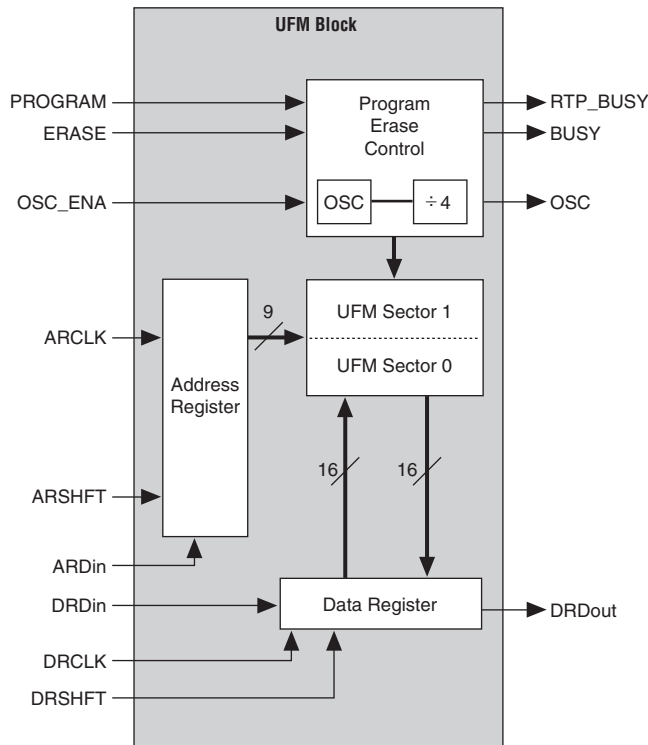 UFM Block
PROGRAM
ERASE
OSC_ENA
Program
Erase
Control
OSC
÷ 4
RTP_BUSY
BUSY
OSC
UFM Sector 1
UFM Sector 0
9
ARCLK
Address
Register
ARSHFT
ARDin
16
16
DRDin
Data Register
DRDout
DRCLK
DRSHFT